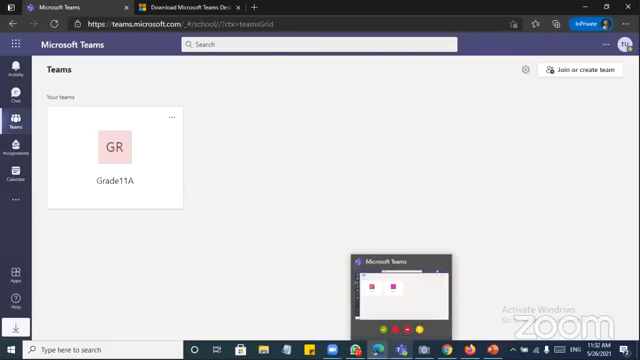 Microsoft Teams
Download Microsoft Teams Des
https://teams.microsoft.com/_#/school//?ctx=teamsGrid
InPrivate
Microsoft Teams
Search
TU
Activity
Chat
Teams
Assignments
Calendar
Apps
Help
Teams
Join or create team
Your teams
GR
Grade11A
Microsoft Teams
Activate Windows
zoom
Type here to search
ENG
11:32 AM
5/26/2021